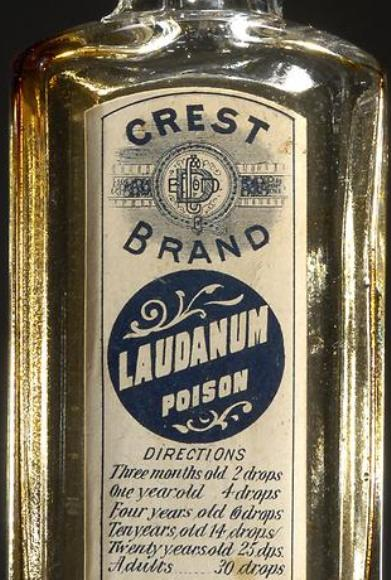 CREST
BRAND
LAUDANUM
POISON
DIRECTIONS
Three months old 2 drops
One year old 4 drops
Four years old 6 drops
Ten years, old 14, drops
Twenty years old 25 dps.
Adults ...... 30 drops